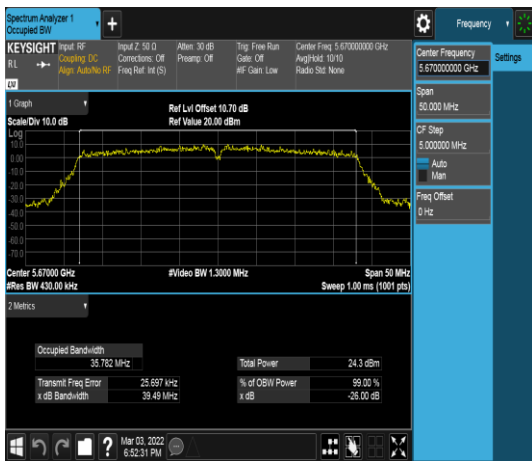 Spectrum Analyzer 1
Occupied BW
+
Frequency
KEYSIGHT
RL
Input: RF
Coupling: DC
Align: Auto/No RF
Input Z: 50 Ω
Corrections: Off
Freq Ref: Int (S)
Atten: 30 dB
Preamp: Off
Trig: Free Run
Gate: Off
#IF Gain: Low
Center Freq: 5.670000000 GHz
Avg|Hold: 10/10
Radio Std: None
Center Frequency
5.670000000 GHz
Settings
Span
50.000 MHz
CF Step
5.000000 MHz
Auto
Man
Freq Offset
0 Hz
1 Graph
Scale/Div 10.0 dB
Ref Lvl Offset 10.70 dB
Ref Value 20.00 dBm
Log
10.0
0.00
-10.0
-20.0
-30.0
-40.0
-50.0
-60.0
-70.0
Center 5.67000 GHz
#Res BW 430.00 kHz
#Video BW 1.3000 MHz
Span 50 MHz
Sweep 1.00 ms (1001 pts)
2 Metrics
Occupied Bandwidth
35.782 MHz
Total Power 24.3 dBm
Transmit Freq Error 25.697 kHz
% of OBW Power 99.00 %
x dB Bandwidth 39.49 MHz
x dB -26.00 dB
?
Mar 03, 2022
6:52:31 PM